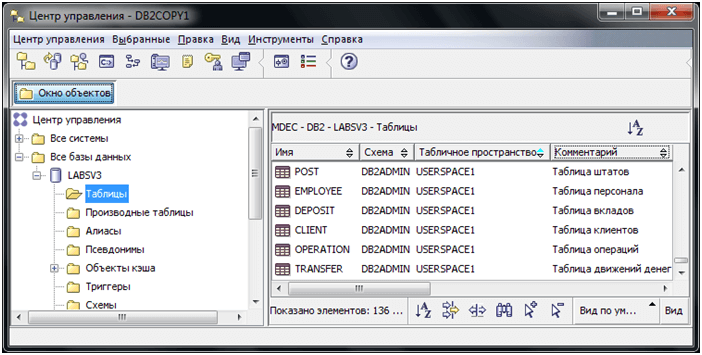 Центр управления - DB2COPY1
Центр управления Выбранные Правка Вид Инструменты Справка
Окно объектов
Центр управления
Все системы
Все базы данных
LABSV3
Таблицы
Производные таблицы
Алиасы
Псевдонимы
Объекты кэша
Триггеры
Схемы
MDEC - DB2 - LABSV3 - Таблицы
Имя Схема Табличное пространство Комментарий
POST DB2ADMIN USERSPACE1 Таблица штатов
EMPLOYEE DB2ADMIN USERSPACE1 Таблица персонала
DEPOSIT DB2ADMIN USERSPACE1 Таблица вкладов
CLIENT DB2ADMIN USERSPACE1 Таблица клиентов
OPERATION DB2ADMIN USERSPACE1 Таблица операций
TRANSFER DB2ADMIN USERSPACE1 Таблица движений денег
Показано элементов: 136 ... Вид по ум... Вид